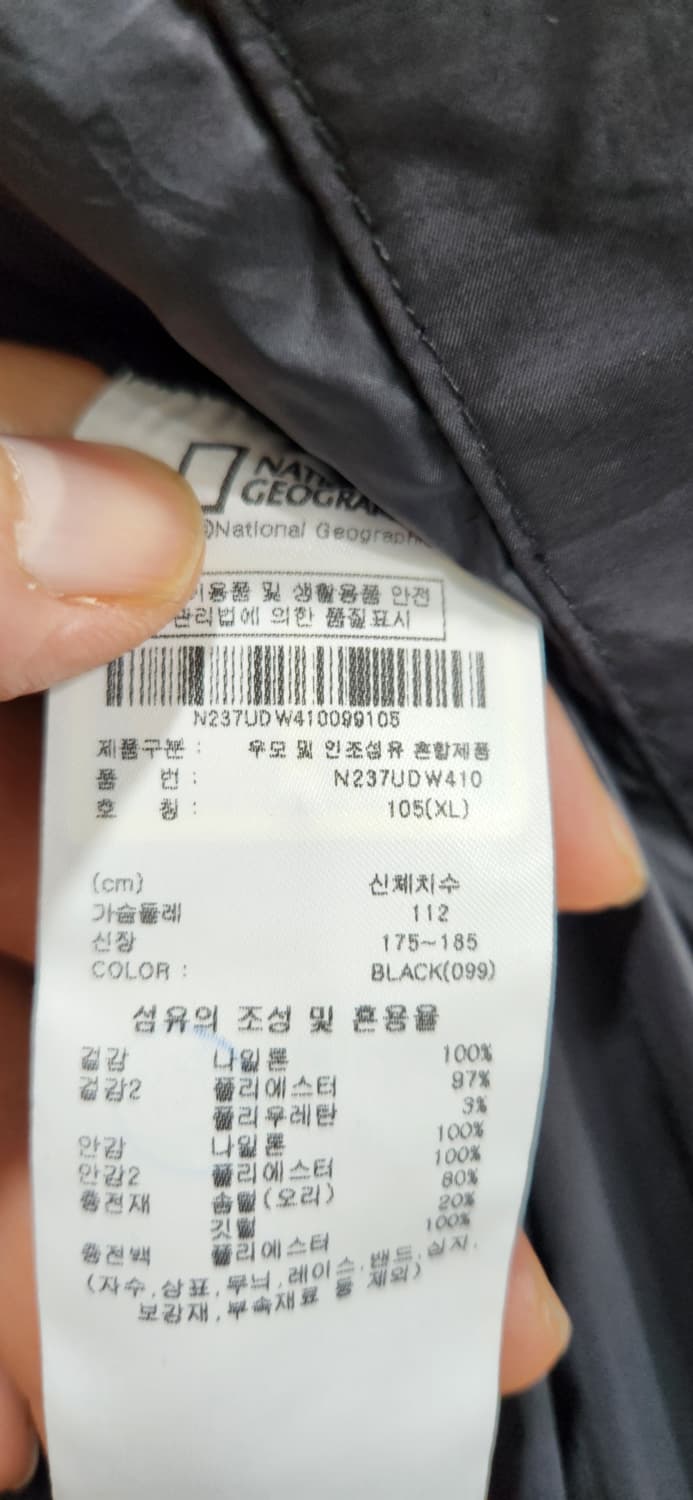 GEOGRA
National Geographic
용품 및 생활용품 안전
관리법에 의한 품질표시
N237UDW410099105
제품구분 : 우모 및 인조섬유 혼합제품
품 번 : N237UDW410
호 칭 : 105(XL)
(cm) 신체치수
가슴둘레 112
신장 175~185
COLOR : BLACK(099)
섬유의 조성 및 혼용율
겉감 나일론 100%
겉감2 폴리에스터 97%
폴리우레탄 3%
안감 나일론 100%
안감2 폴리에스터 100%
충전재 솜털(오리) 80%
깃털 20%
충전백 폴리에스터 100%
(자수,상표,무늬,레이스,밴드,심지,
보강재,부속재료 등 제외)